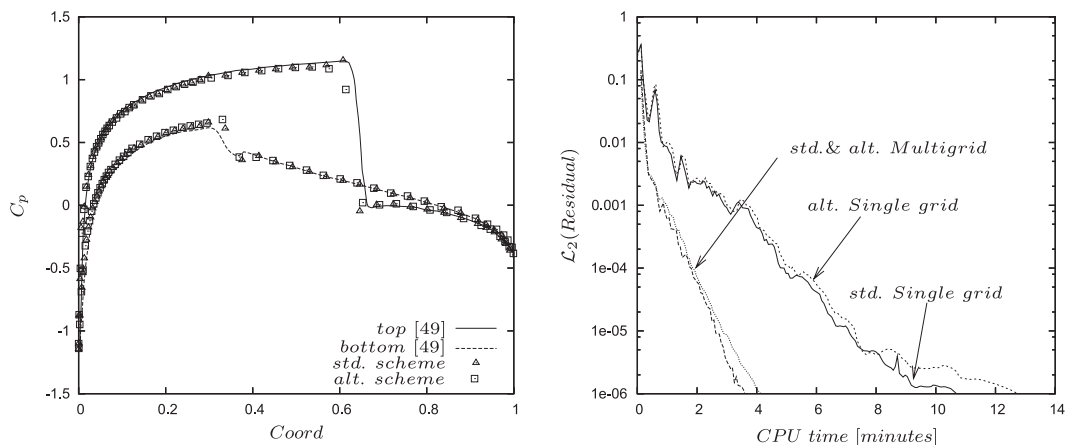 1.5
1
0.5
0
-0.5
-1
-1.5
C_p
0
0.2
0.4
0.6
0.8
1
Coord
top [49]
bottom [49]
std. scheme
alt. scheme
1
0.1
0.01
0.001
1e-04
1e-05
1e-06
L_2(Residual)
0
2
4
6
8
10
12
14
CPU time [minutes]
std.& alt. Multigrid
alt. Single grid
std. Single grid